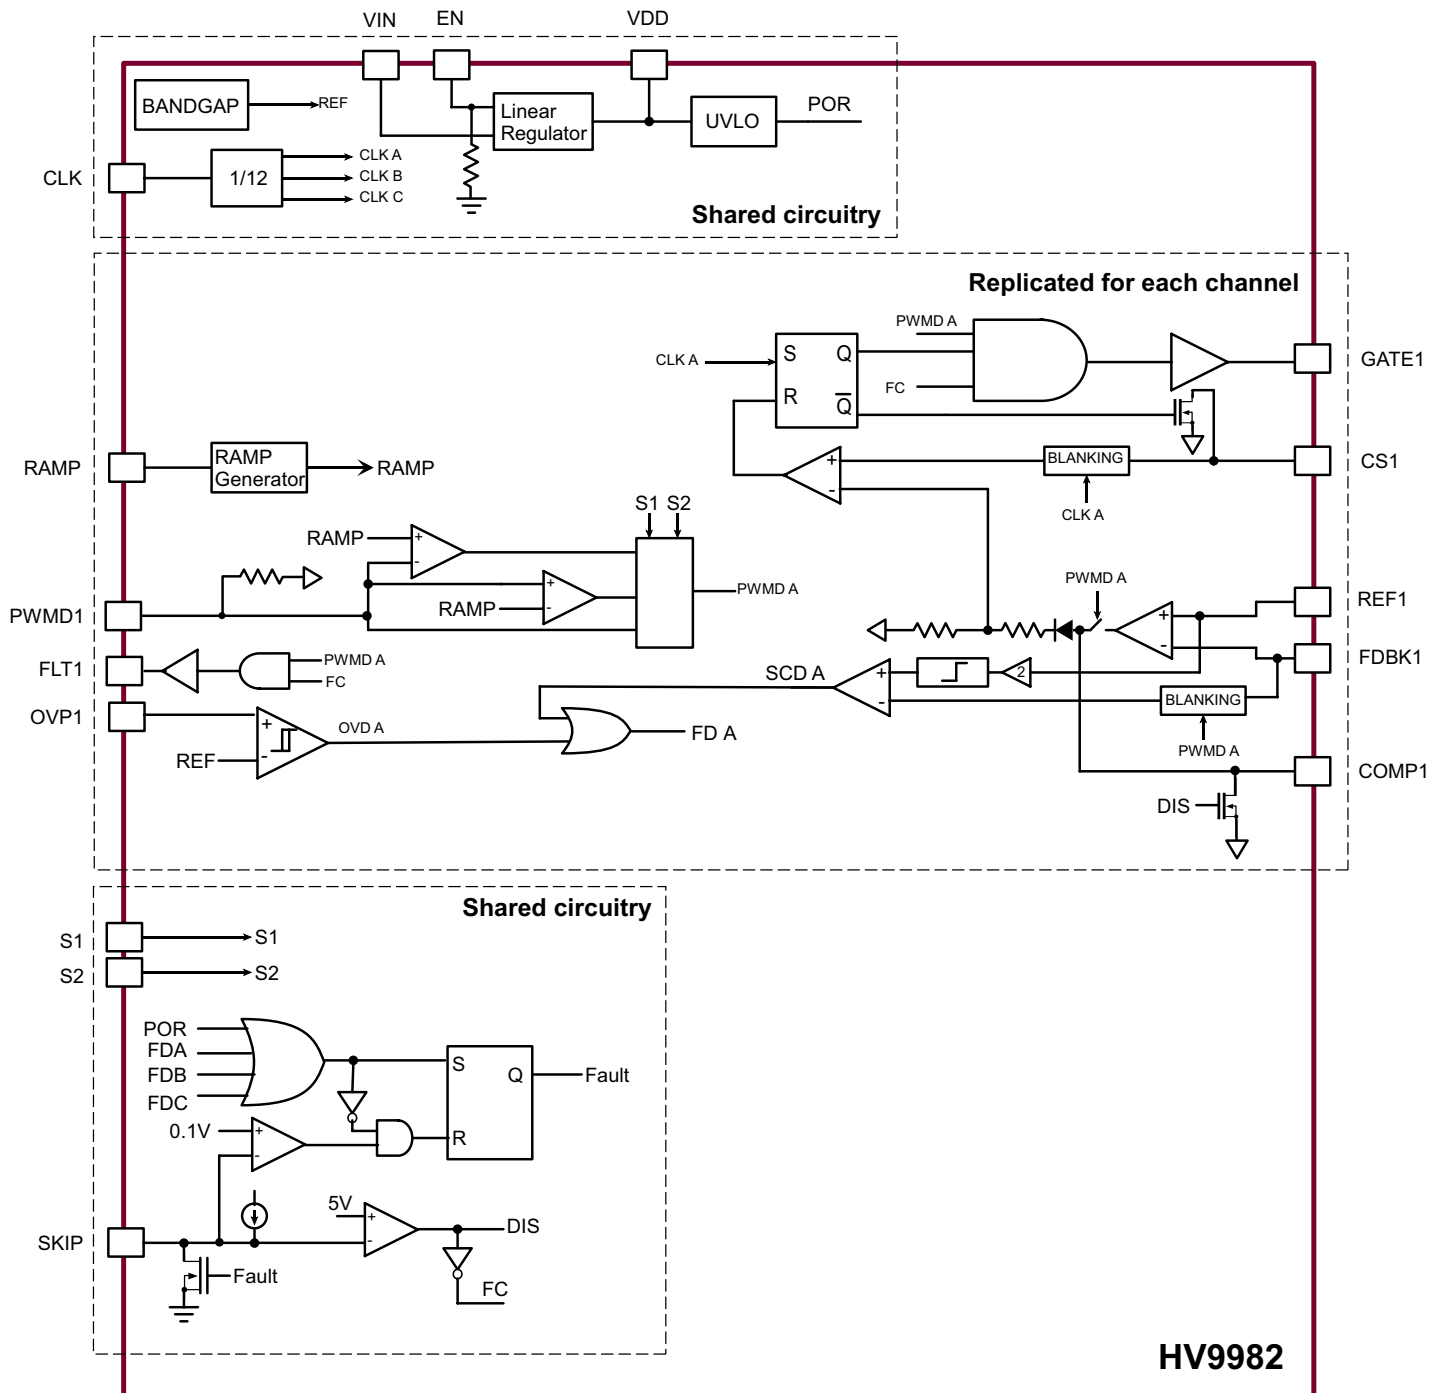 VIN EN VDD
BANDGAP REF
Linear
Regulator
UVLO POR
CLK 1/12 CLK A
CLK B
CLK C
Shared circuitry
Replicated for each channel
PWMD A
CLK A S Q
FC
R Q
GATE1
RAMP RAMP
Generator
RAMP
+
-
BLANKING CS1
CLK A
S1 S2
RAMP +
-
PWMD A
+
RAMP -
PWMD A REF1
PWMD1
+
-
FLT1 PWMD A
FC
SCD A +
-
2
FDBK1
BLANKING
OVP1 +
-
OVD A
REF
FD A
PWMD A
COMP1
DIS
Shared circuitry
S1 S1
S2 S2
POR
FDA
FDB
FDC
S Q Fault
R
0.1V +
-
5V +
-
DIS
SKIP
Fault
FC
HV9982